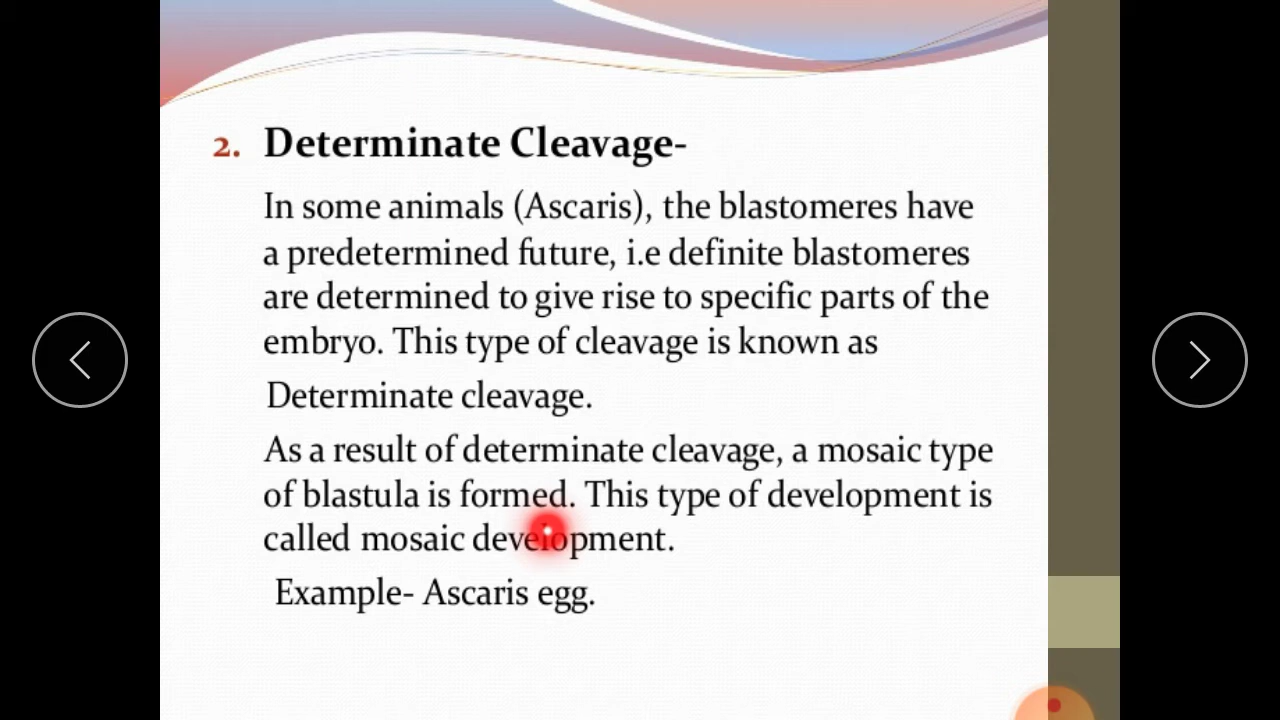 2. Determinate Cleavage-
In some animals (Ascaris), the blastomeres have
a predetermined future, i.e definite blastomeres
are determined to give rise to specific parts of the
embryo. This type of cleavage is known as
Determinate cleavage.
As a result of determinate cleavage, a mosaic type
of blastula is formed. This type of development is
called mosaic development.
Example- Ascaris egg.